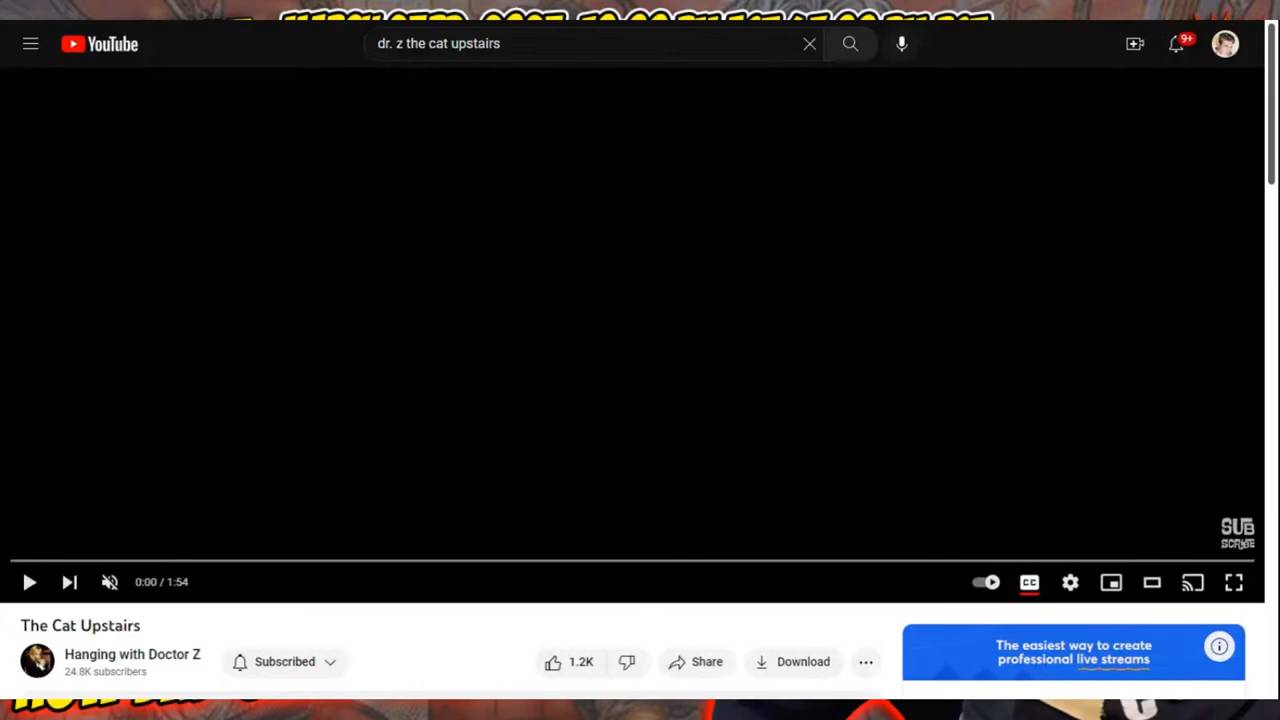 YouTube
dr. z the cat upstairs
9+
SUB
SCRIBE
0:00 / 1:54
CC
The Cat Upstairs
Hanging with Doctor Z
24.8K subscribers
Subscribed
1.2K
Share
Download
The easiest way to create
professional live streams